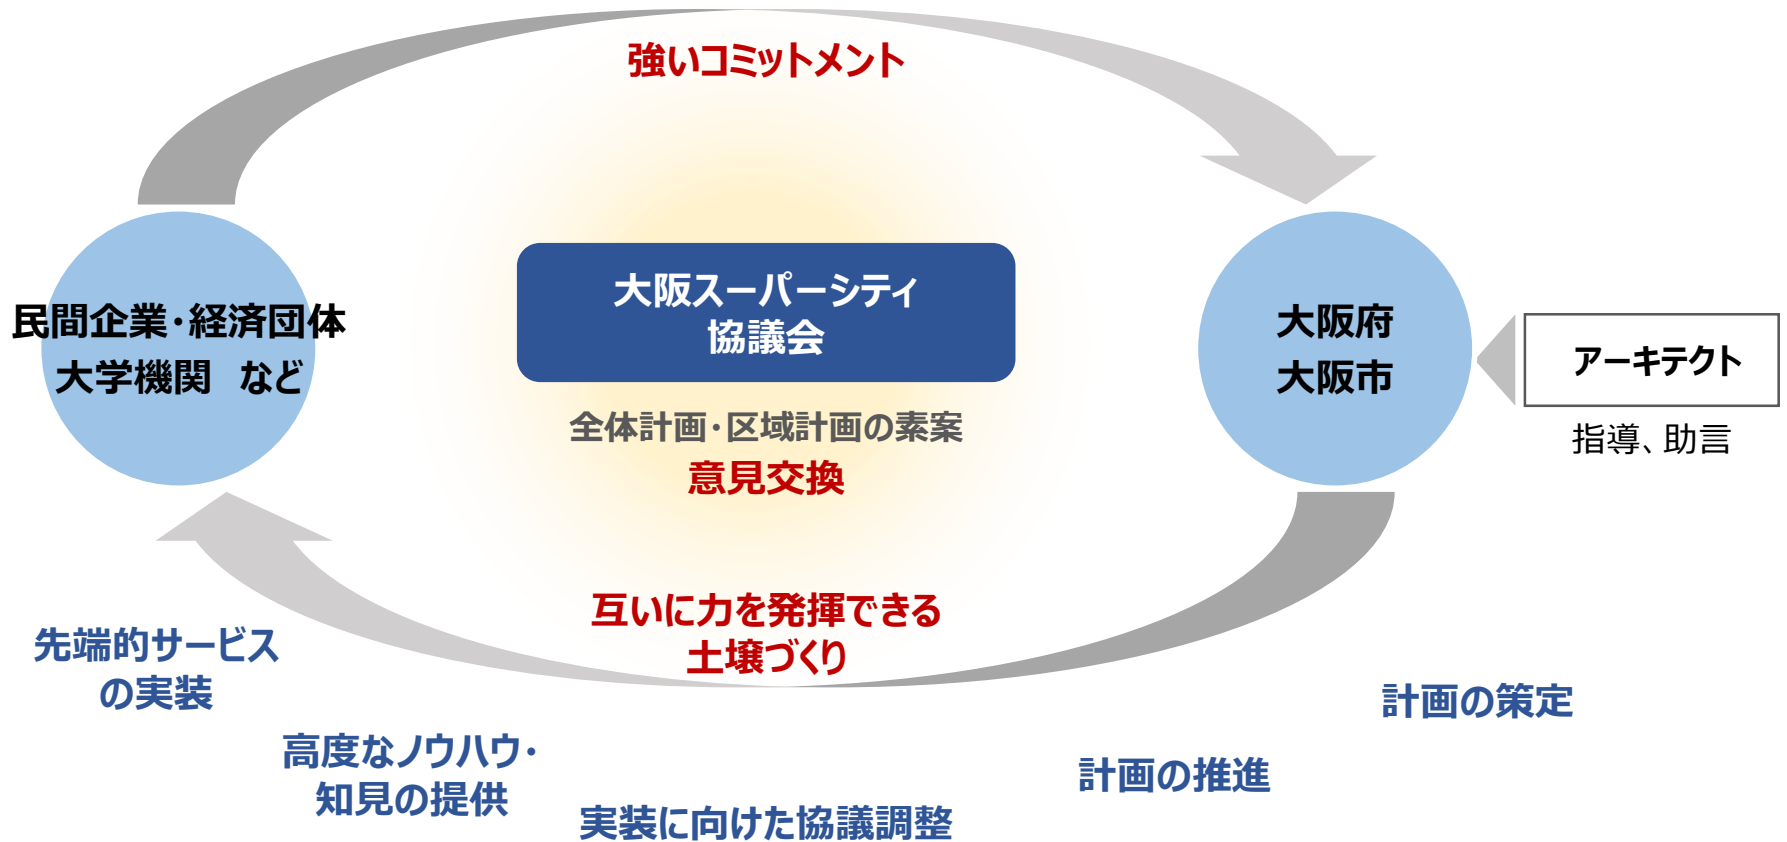 強いコミットメント
大阪スーパーシティ
協議会
民間企業・経済団体
大学機関　など
大阪府
大阪市
アーキテクト
指導、助言
全体計画・区域計画の素案
意見交換
互いに力を発揮できる
土壌づくり
先端的サービス
の実装
高度なノウハウ・
知見の提供
実装に向けた協議調整
計画の推進
計画の策定